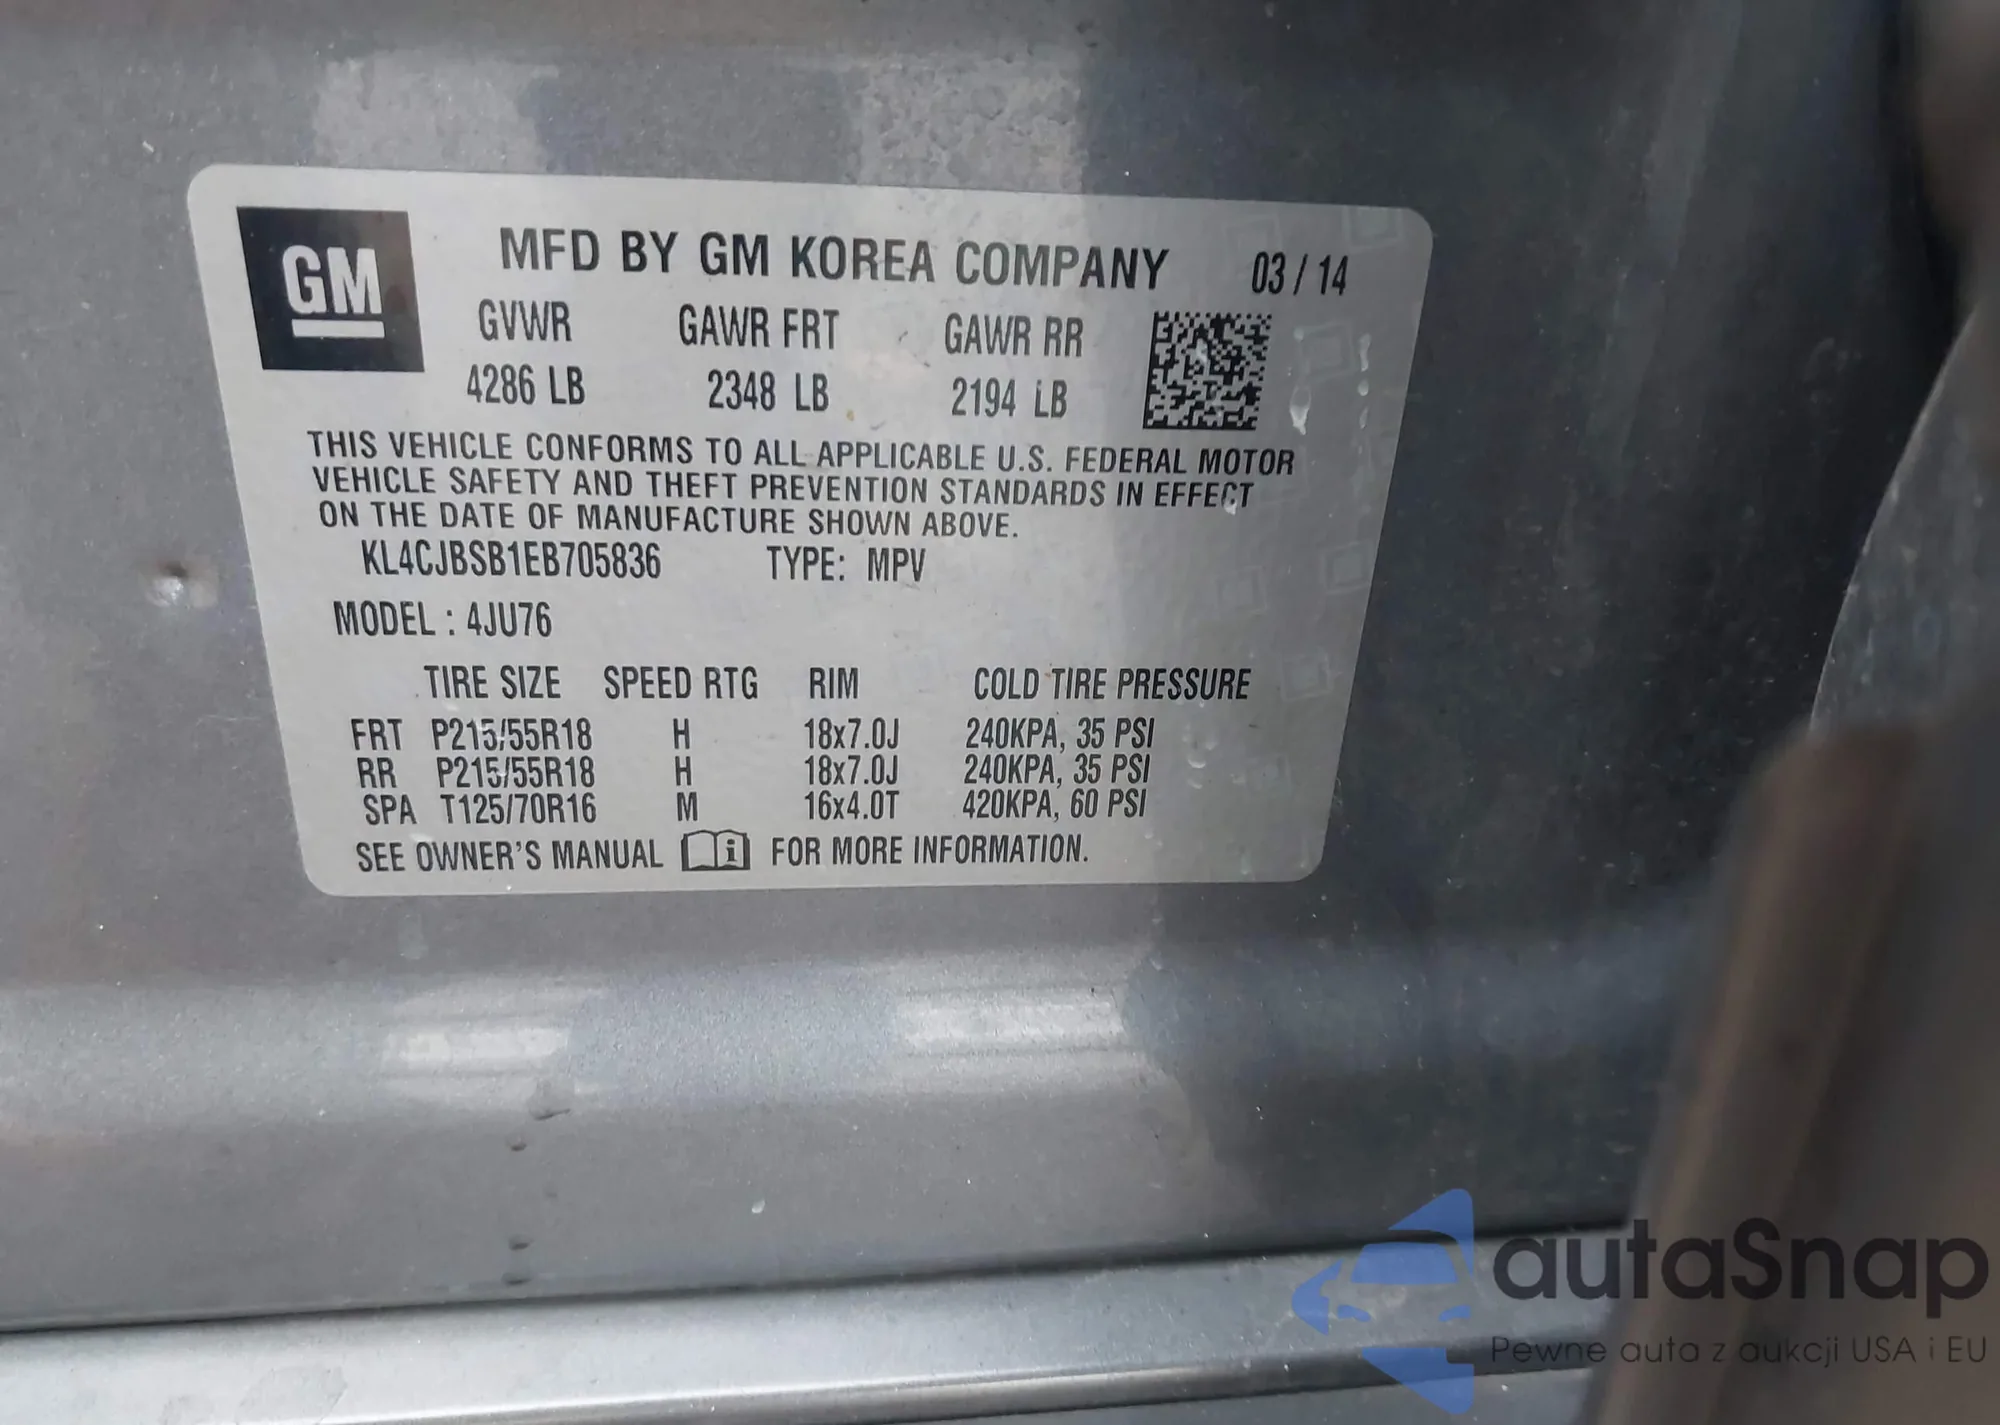 GM
MFD BY GM KOREA COMPANY 03 / 14
GVWR GAWR FRT GAWR RR
4286 LB 2348 LB 2194 LB
THIS VEHICLE CONFORMS TO ALL APPLICABLE U.S. FEDERAL MOTOR
VEHICLE SAFETY AND THEFT PREVENTION STANDARDS IN EFFECT
ON THE DATE OF MANUFACTURE SHOWN ABOVE.
KL4CJBSB1EB705836 TYPE: MPV
MODEL : 4JU76
TIRE SIZE SPEED RTG RIM COLD TIRE PRESSURE
FRT P215/55R18 H 18x7.0J 240KPA, 35 PSI
RR P215/55R18 H 18x7.0J 240KPA, 35 PSI
SPA T125/70R16 M 16x4.0T 420KPA, 60 PSI
SEE OWNER'S MANUAL i FOR MORE INFORMATION.
autaSnap
Pewne auta z aukcji USA i EU